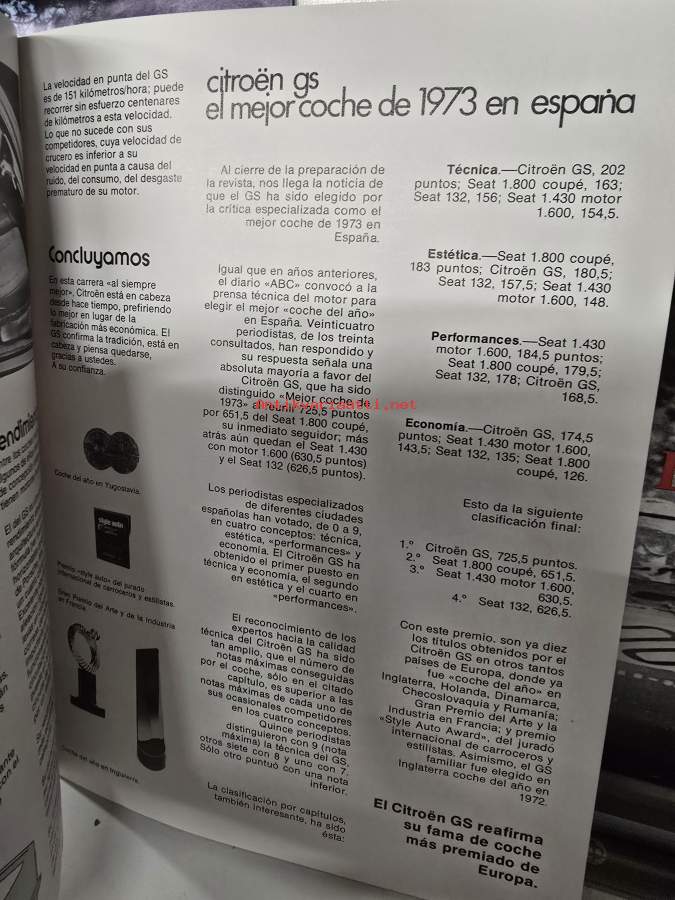 La velocidad en punta del GS
es de 151 kilómetros/hora; puede
recorrer sin esfuerzo centenares
de kilómetros a esta velocidad.
Lo que no sucede con sus
competidores, cuya velocidad de
crucero es inferior a su
velocidad en punta a causa del
ruido, del consumo, del desgaste
prematuro de su motor.
Concluyamos
En esta carrera «al siempre
mejor», Citroën está en cabeza
desde hace tiempo, prefiriendo
lo mejor en lugar de la
fabricación más económica. El
GS confirma la tradición, está en
cabeza y piensa quedarse,
gracias a ustedes.
A su confianza.
Coche del año en Yugoslavia.
style auto
Premio «style auto» del jurado
internacional de carroceros y estilistas.
Gran Premio del Arte y de la Industria
en Francia
Coche del año en Inglaterra.
citroën gs
el mejor coche de 1973 en españa
Al cierre de la preparación de
la revista, nos llega la noticia de
que el GS ha sido elegido por
la crítica especializada como el
mejor coche de 1973 en
España.
Igual que en años anteriores,
el diario «ABC» convocó a la
prensa técnica del motor para
elegir el mejor «coche del año»
en España. Veinticuatro
periodistas, de los treinta
consultados, han respondido y
su respuesta señala una
absoluta mayoría a favor del
Citroën GS, que ha sido
distinguido «Mejor coche de
1973» al reunir 725,5 puntos
por 651,5 del Seat 1.800 coupé,
su inmediato seguidor; más
atrás aún quedan el Seat 1.430
con motor 1.600 (630,5 puntos)
y el Seat 132 (626,5 puntos).
Los periodistas especializados
de diferentes ciudades
españolas han votado, de 0 a 9,
en cuatro conceptos: técnica,
estética, «performances» y
economía. El Citroën GS ha
obtenido el primer puesto en
técnica y economía, el segundo
en estética y el cuarto en
«performances».
El reconocimiento de los
expertos hacia la calidad
técnica del Citroën GS ha sido
tan amplio, que el número de
notas máximas conseguidas
por el coche, sólo en el citado
capítulo, es superior a las
notas máximas de cada uno de
sus ocasionales competidores
en los cuatro conceptos.
Quince periodistas
distinguieron con 9 (nota
máxima) la técnica del GS,
otros siete con 8 y uno con 7.
Sólo otro puntuó con una nota
inferior.
La clasificación por capítulos,
también interesante, ha sido
ésta:
Técnica.—Citroën GS, 202
puntos; Seat 1.800 coupé, 163;
Seat 132, 156; Seat 1.430 motor
1.600, 154,5.
Estética.—Seat 1.800 coupé,
183 puntos; Citroën GS, 180,5;
Seat 132, 157,5; Seat 1.430
motor 1.600, 148.
Performances.—Seat 1.430
motor 1.600, 184,5 puntos;
Seat 1.800 coupé, 179,5;
Seat 132, 178; Citroën GS,
168,5.
Economía.—Citroën GS, 174,5
puntos; Seat 1.430 motor 1.600,
143,5; Seat 132, 135; Seat 1.800
coupé, 126.
Esto da la siguiente
clasificación final:
1.º Citroën GS, 725,5 puntos.
2.º Seat 1.800 coupé, 651,5.
3.º Seat 1.430 motor 1.600,
630,5.
4.º Seat 132, 626,5.
Con este premio. son ya diez
los títulos obtenidos por el
Citroën GS en otros tantos
países de Europa, donde ya
fue «coche del año» en
Inglaterra, Holanda, Dinamarca,
Checoslovaquia y Rumania;
Gran Premio del Arte y la
Industria en Francia; y premio
«Style Auto Award», del jurado
internacional de carroceros y
estilistas. Asimismo, el GS
familiar fue elegido en
Inglaterra coche del año en
1972.
El Citroën GS reafirma
su fama de coche
más premiado de
Europa.